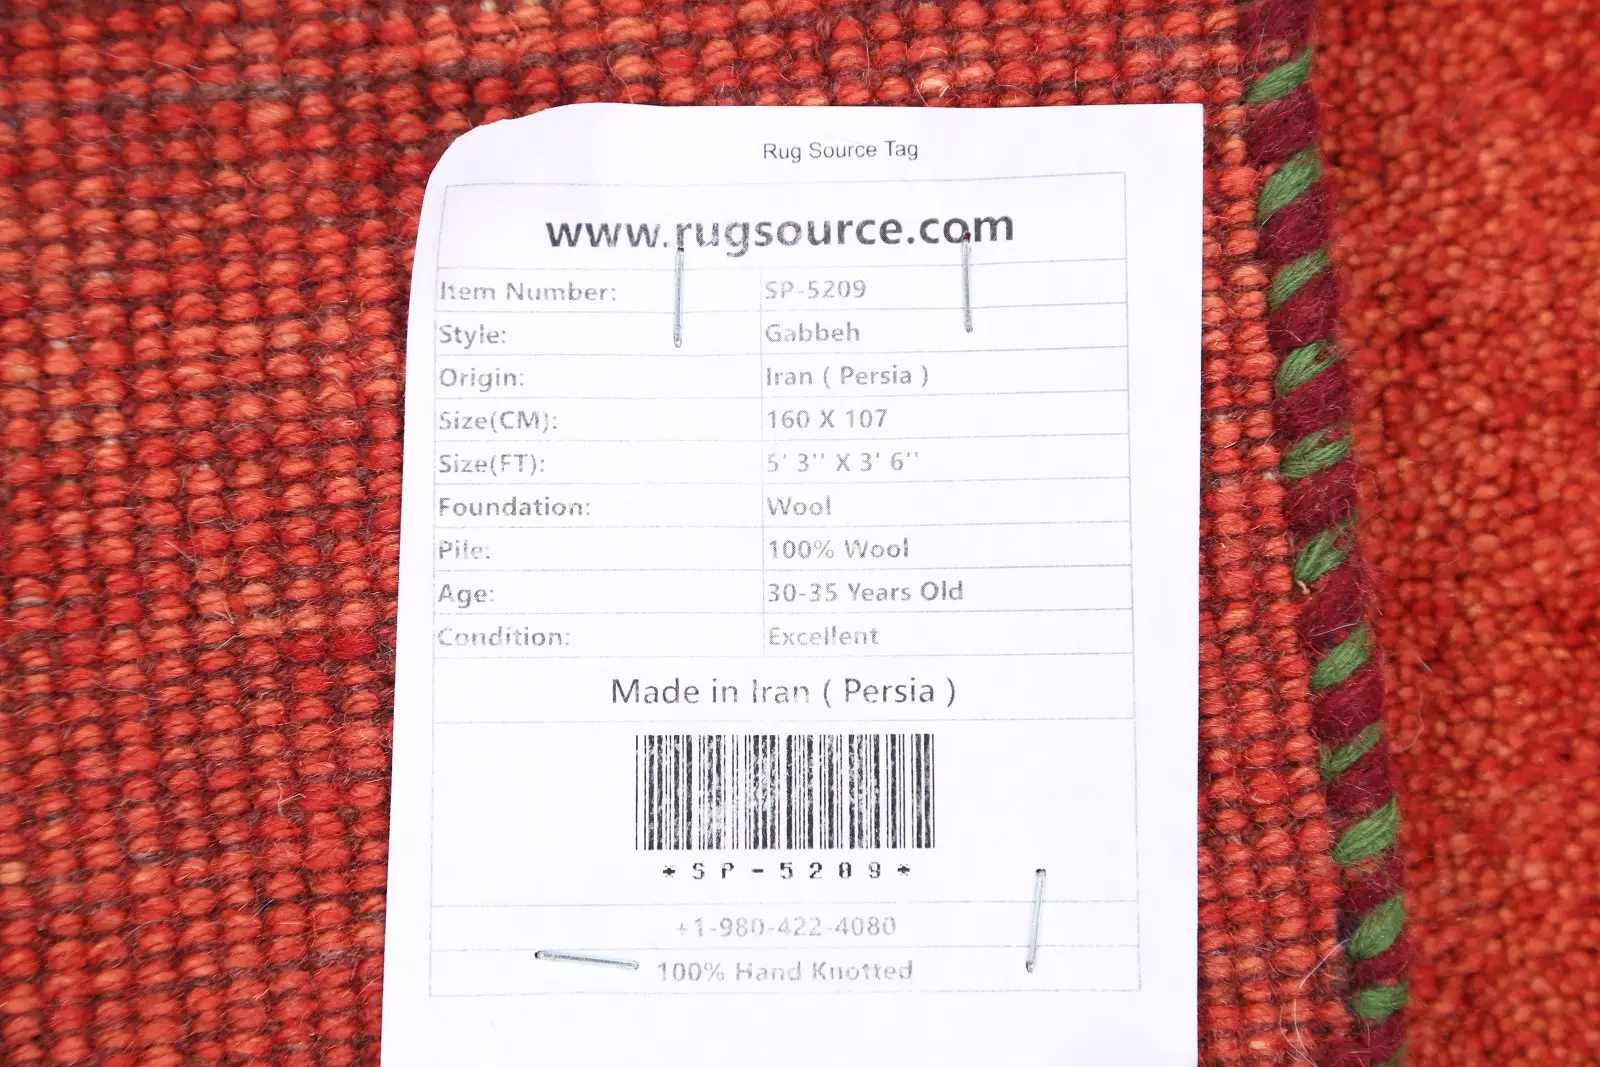 Rug Source Tag
www.rugsource.com
Item Number: SP-5209
Style: Gabbeh
Origin: Iran ( Persia )
Size(CM): 160 X 107
Size(FT): 5' 3'' X 3' 6''
Foundation: Wool
Pile: 100% Wool
Age: 30-35 Years Old
Condition: Excellent
Made in Iran ( Persia )
*SP-5209*
+1-980-422-4080
100% Hand Knotted